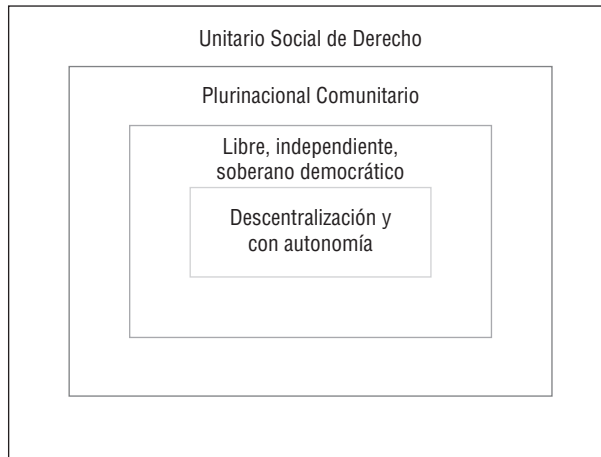 Unitario Social de Derecho
Plurinacional Comunitario
Libre, independiente,
soberano democrático
Descentralización y
con autonomía